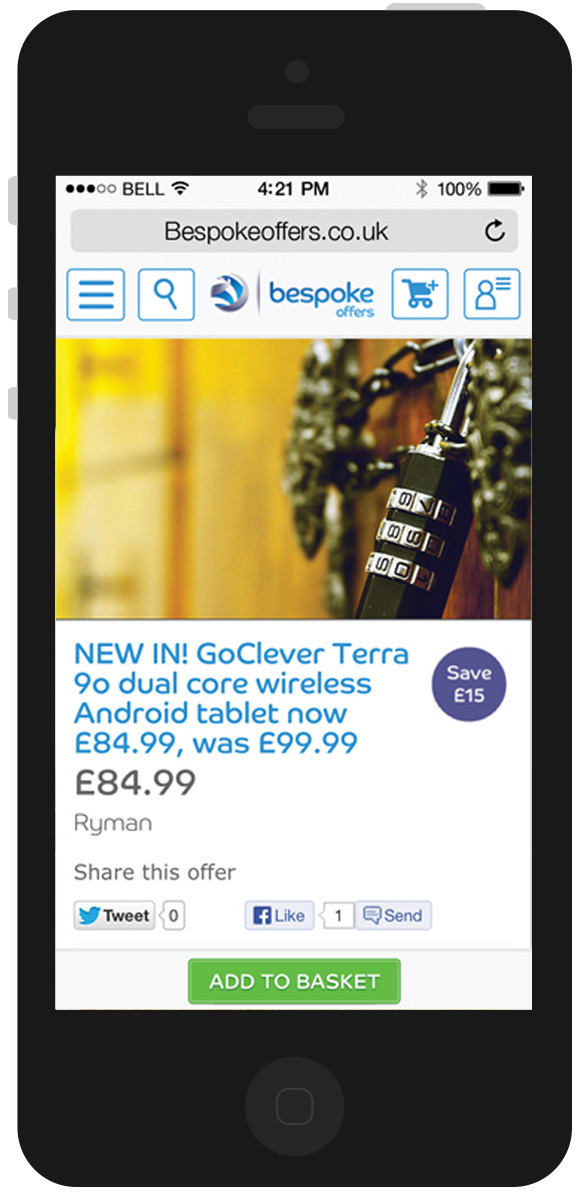 BELL 4:21 PM 100%
Bespokeoffers.co.uk
bespoke
offers
NEW IN! GoClever Terra
9o dual core wireless
Android tablet now
£84.99, was £99.99
Save
£15
£84.99
Ryman
Share this offer
Tweet 0 Like 1 Send
ADD TO BASKET